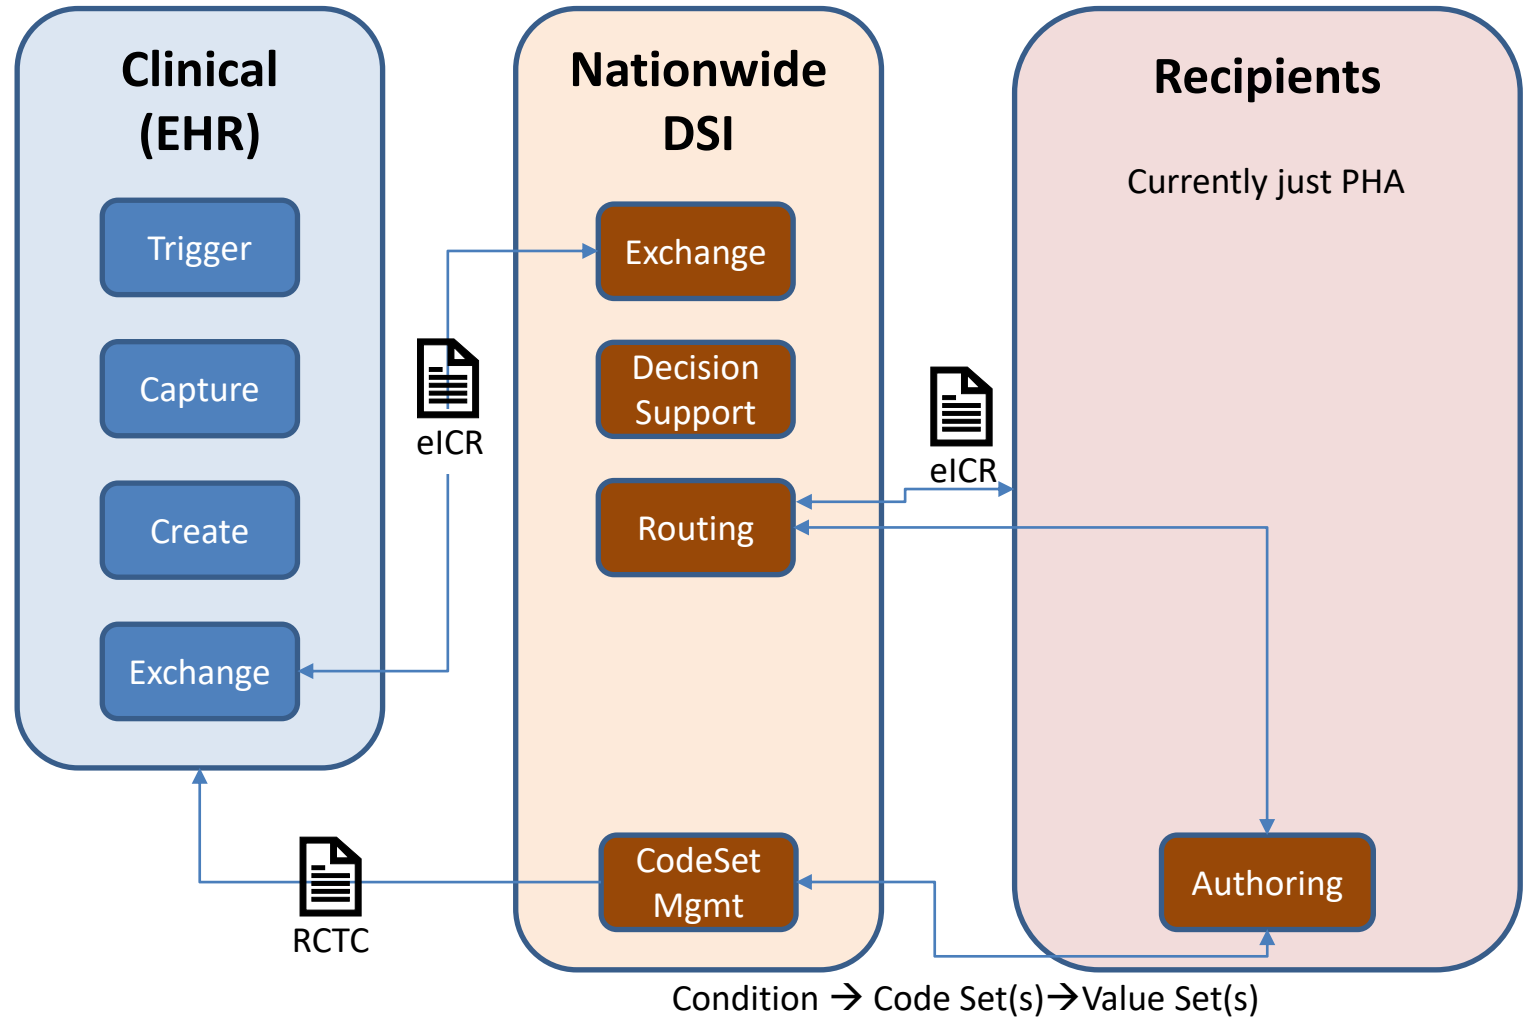 Clinical
(EHR)
Trigger
Capture
Create
Exchange
eICR
RCTC
Nationwide
DSI
Exchange
Decision
Support
Routing
CodeSet
Mgmt
eICR
Recipients
Currently just PHA
Authoring
Condition → Code Set(s)→Value Set(s)